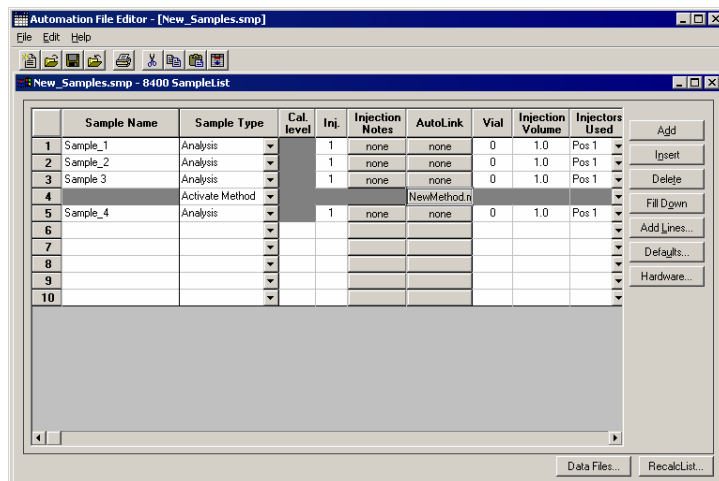 Automation File Editor - [New_Samples.smp]
File Edit Help
New_Samples.smp - 8400 SampleList
Sample Name Sample Type Cal. level Inj. Injection Notes AutoLink Vial Injection Volume Injectors Used
1 Sample_1 Analysis 1 none none 0 1.0 Pos 1
2 Sample_2 Analysis 1 none none 0 1.0 Pos 1
3 Sample 3 Analysis 1 none none 0 1.0 Pos 1
4 Activate Method NewMethod.n
5 Sample_4 Analysis 1 none none 0 1.0 Pos 1
6
7
8
9
10
Add
Insert
Delete
Fill Down
Add Lines...
Defaults...
Hardware...
Data Files... RecalcList...